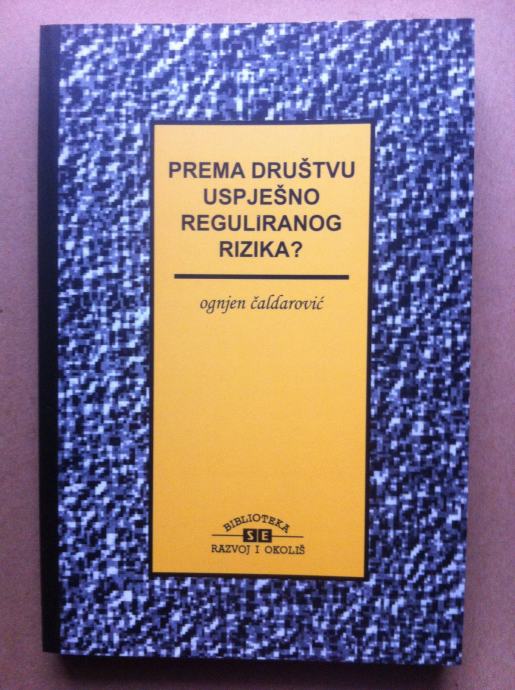 PREMA DRUŠTVU
USPJEŠNO
REGULIRANOG
RIZIKA?
ognjen čaldarović
BIBLIOTEKA
SE
RAZVOJ I OKOLIŠ